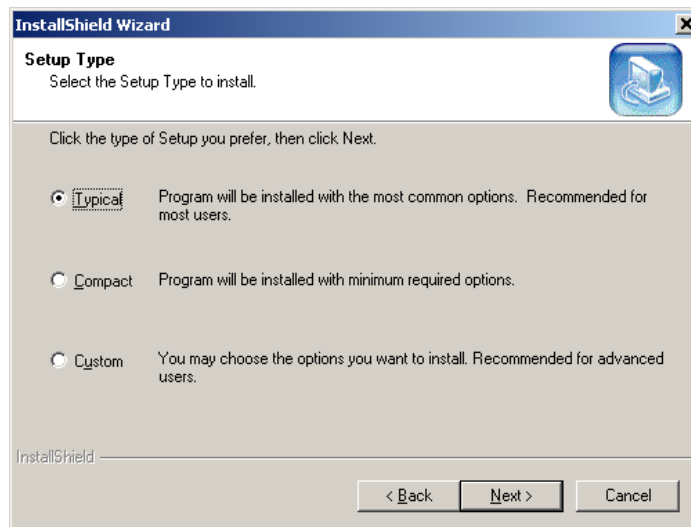 InstallShield Wizard
Setup Type
Select the Setup Type to install.
Click the type of Setup you prefer, then click Next.
Typical Program will be installed with the most common options. Recommended for
most users.
Compact Program will be installed with minimum required options.
Custom You may choose the options you want to install. Recommended for advanced
users.
InstallShield
< Back Next > Cancel